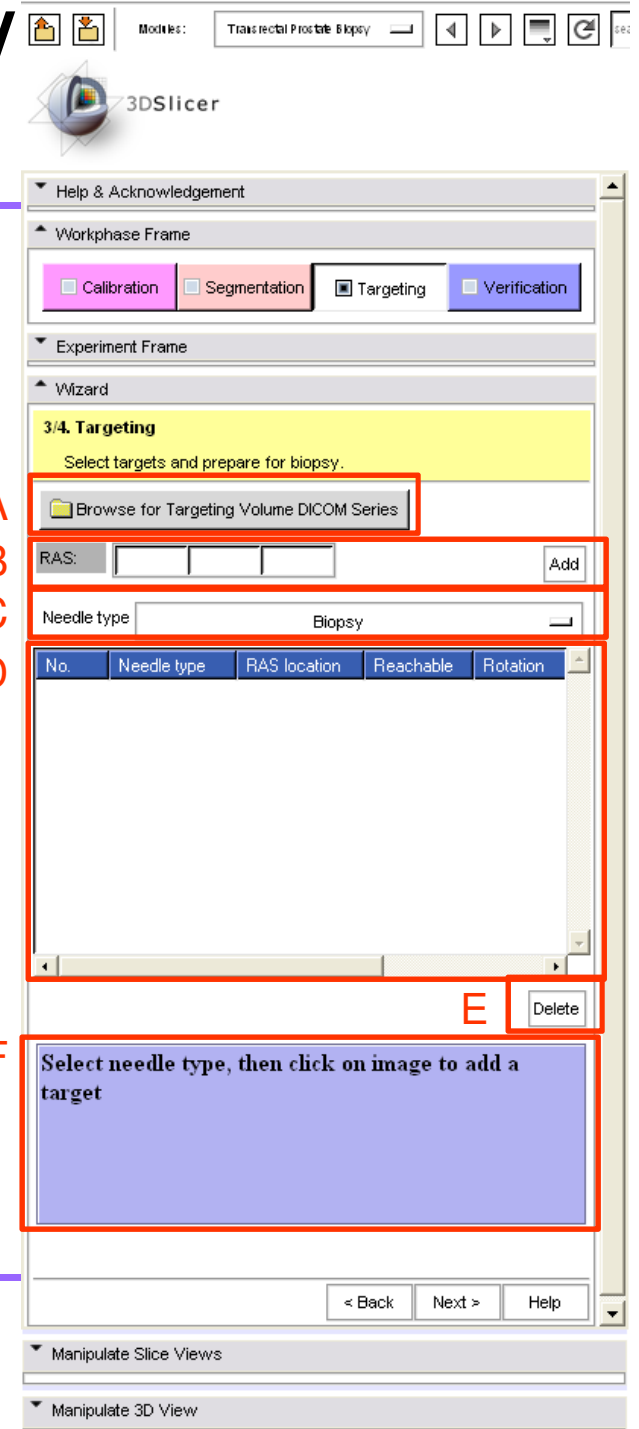 y
Modules: Transrectal Prostate Biopsy
3DSlicer
Help & Acknowledgement
Workphase Frame
Calibration Segmentation Targeting Verification
Experiment Frame
Wizard
3/4. Targeting
Select targets and prepare for biopsy.
Browse for Targeting Volume DICOM Series
RAS: Add
Needle type Biopsy
No. Needle type RAS location Reachable Rotation
E Delete
F Select needle type, then click on image to add a
target
< Back Next > Help
Manipulate Slice Views
Manipulate 3D View